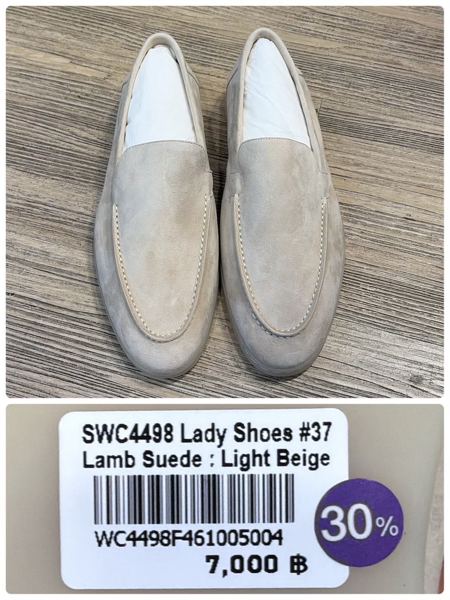 SWC4498 Lady Shoes #37
Lamb Suede : Light Beige
WC4498F461005004
7,000 ฿
30%